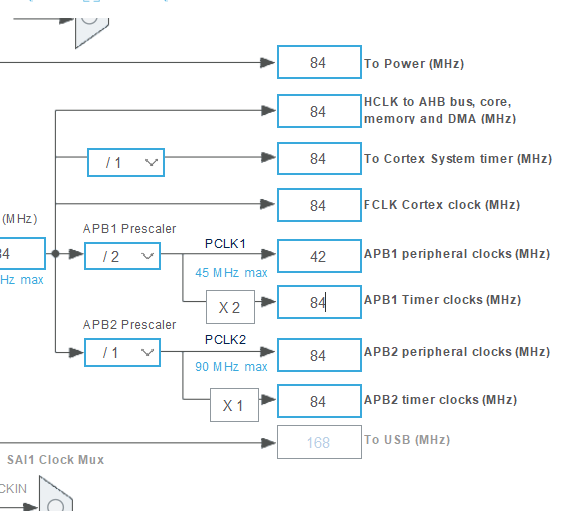 84
To Power (MHz)
84
HCLK to AHB bus, core,
memory and DMA (MHz)
/ 1
84
To Cortex System timer (MHz)
84
FCLK Cortex clock (MHz)
(MHz)
APB1 Prescaler
PCLK1
84
/ 2
42
APB1 peripheral clocks (MHz)
Hz max
45 MHz max
X 2
84
APB1 Timer clocks (MHz)
APB2 Prescaler
PCLK2
/ 1
84
APB2 peripheral clocks (MHz)
90 MHz max
X 1
84
APB2 timer clocks (MHz)
168
To USB (MHz)
SAI1 Clock Mux
CKIN